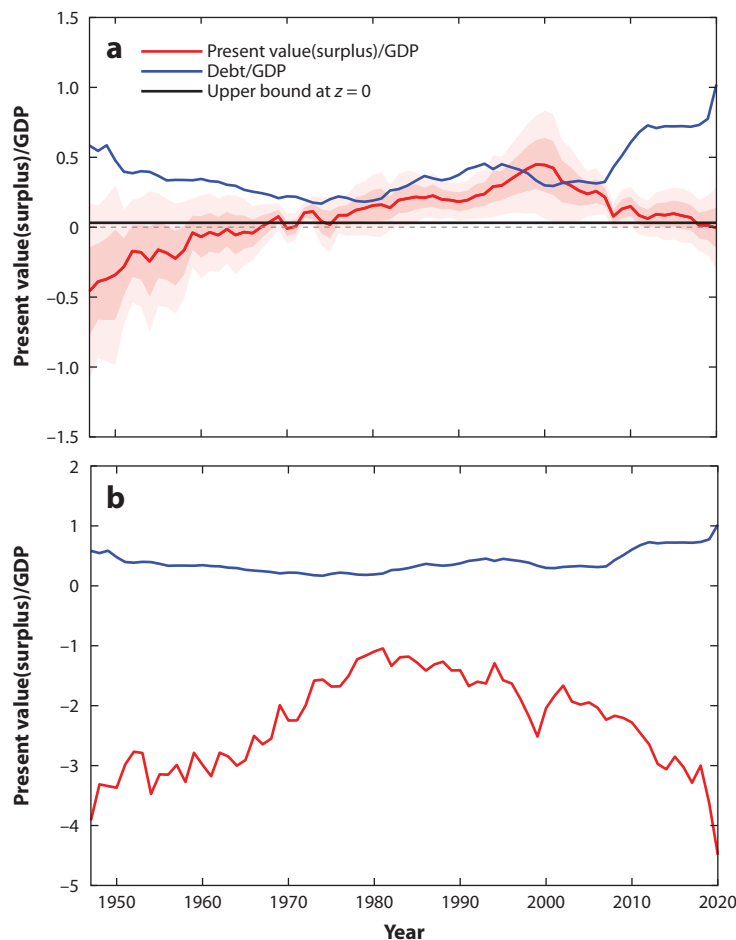 a
Present value(surplus)/GDP
Debt/GDP
Upper bound at z = 0
Present value(surplus)/GDP
1.5
1.0
0.5
0
−0.5
−1.0
−1.5
b
Present value(surplus)/GDP
2
1
0
−1
−2
−3
−4
−5
1950 1960 1970 1980 1990 2000 2010 2020
Year